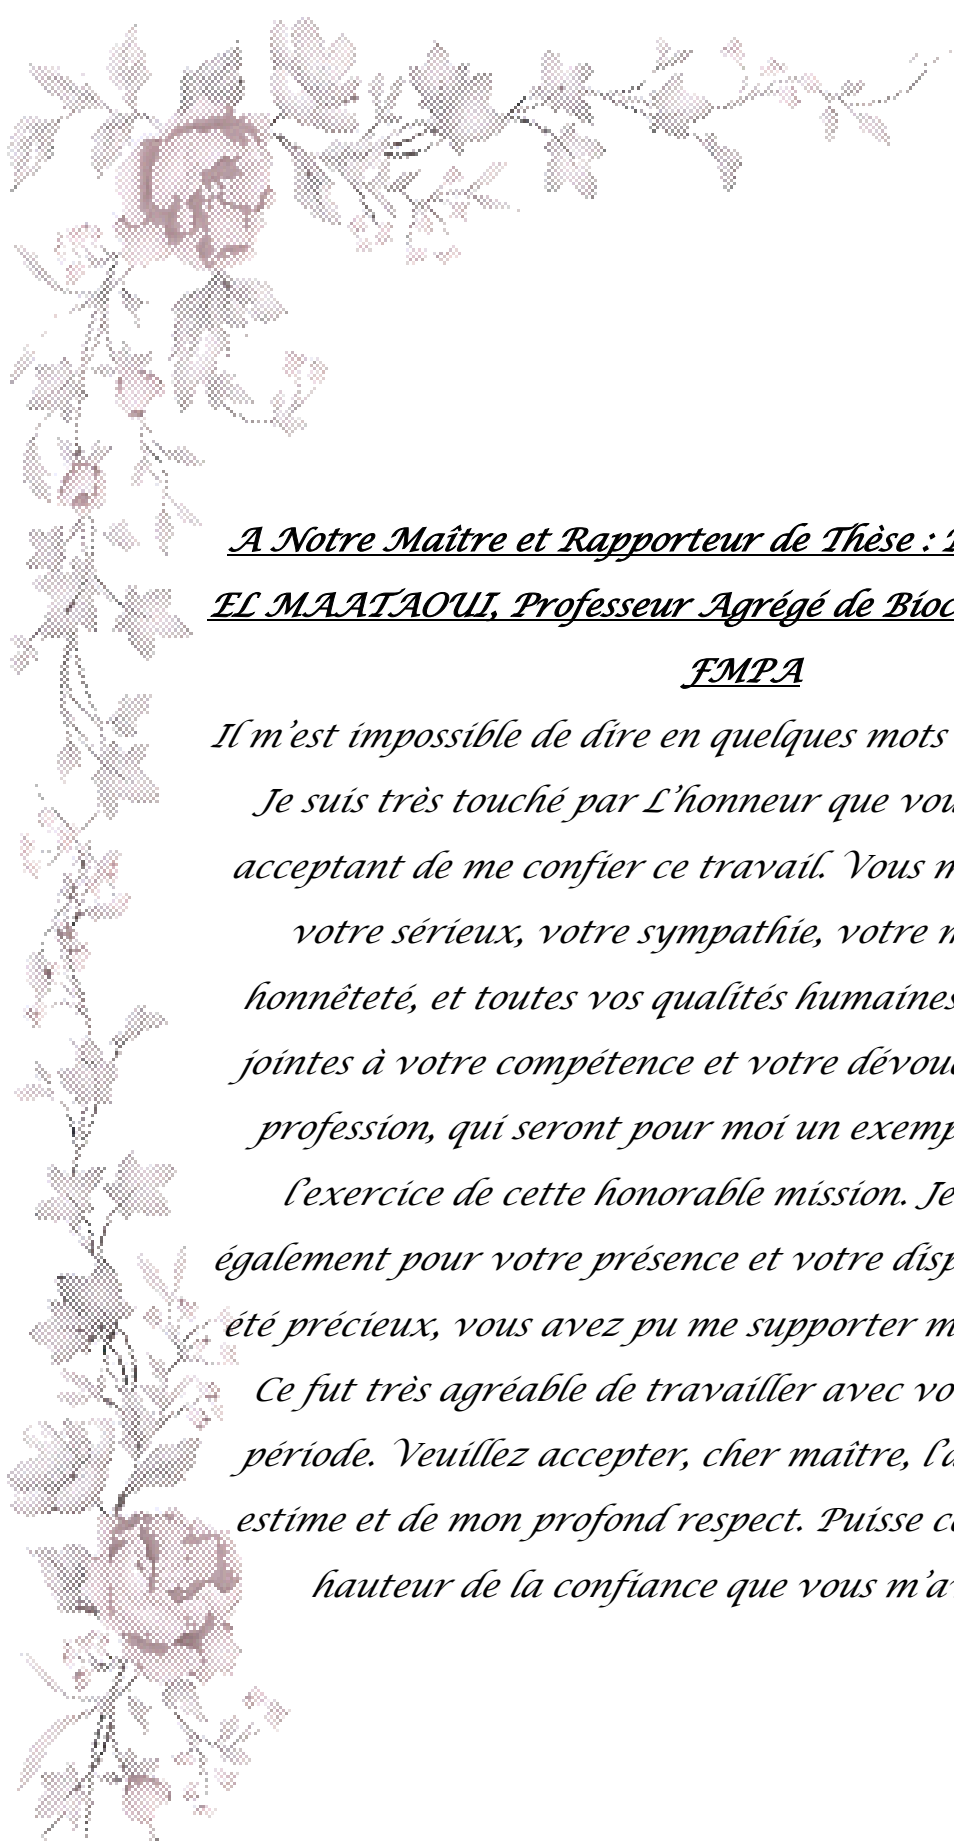 A Notre Maître et Rapporteur de Thèse :
EL MAATAOUI, Professeur Agrégé de
FMPA
Il m’est impossible de dire en quelques mots
Je suis très touché par L’honneur que
acceptant de me confier ce travail. Vous
votre sérieux, votre sympathie, votre
honnêteté, et toutes vos qualités humaines
jointes à votre compétence et votre
profession, qui seront pour moi un
l’exercice de cette honorable mission. Je
également pour votre présence et votre
été précieux, vous avez pu me supporter
Ce fut très agréable de travailler avec
période. Veuillez accepter, cher maître,
estime et de mon profond respect. Puisse
hauteur de la confiance que vous